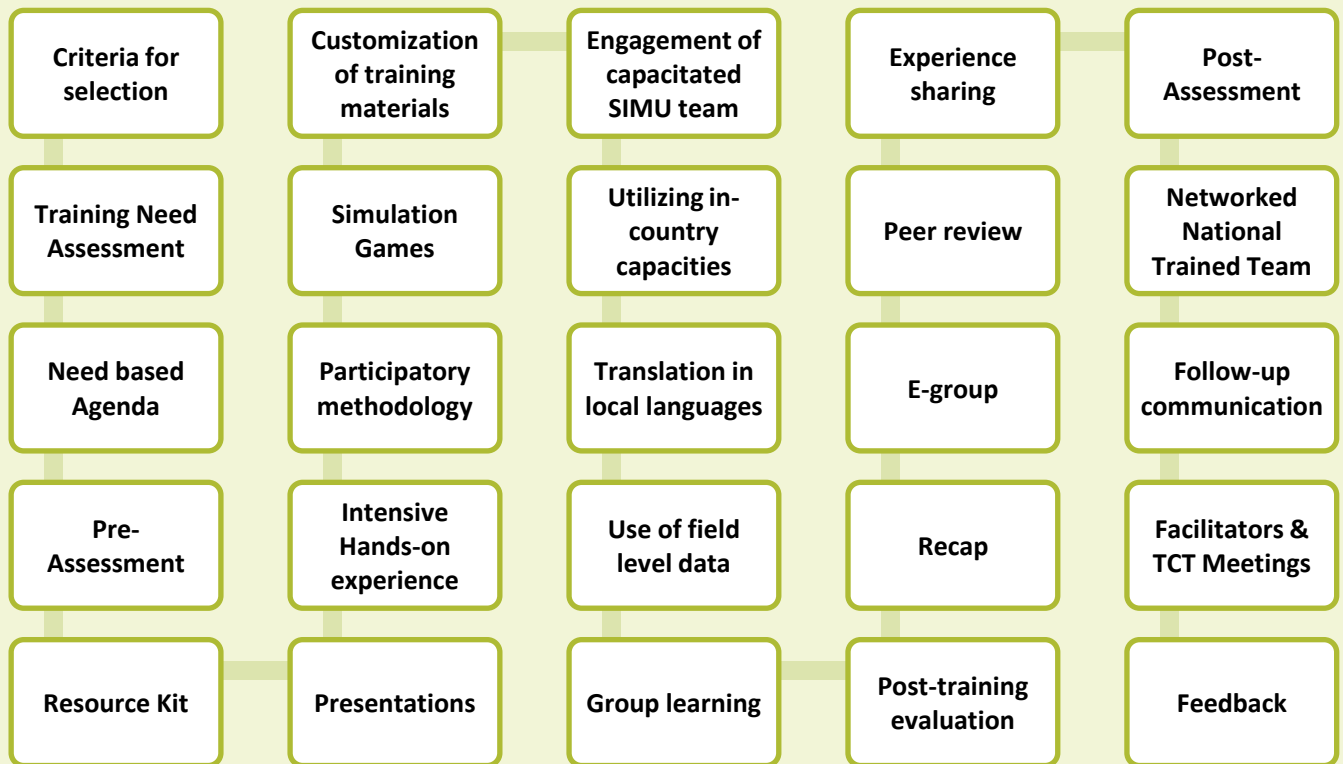 Criteria for
selection
Training Need
Assessment
Need based
Agenda
Pre-
Assessment
Resource Kit
Presentations
Intensive
Hands-on
experience
Participatory
methodology
Simulation
Games
Customization
of training
materials
Engagement of
capacitated
SIMU team
Utilizing in-
country
capacities
Translation in
local languages
Use of field
level data
Group learning
Post-training
evaluation
Recap
E-group
Peer review
Experience
sharing
Post-
Assessment
Networked
National
Trained Team
Follow-up
communication
Facilitators &
TCT Meetings
Feedback